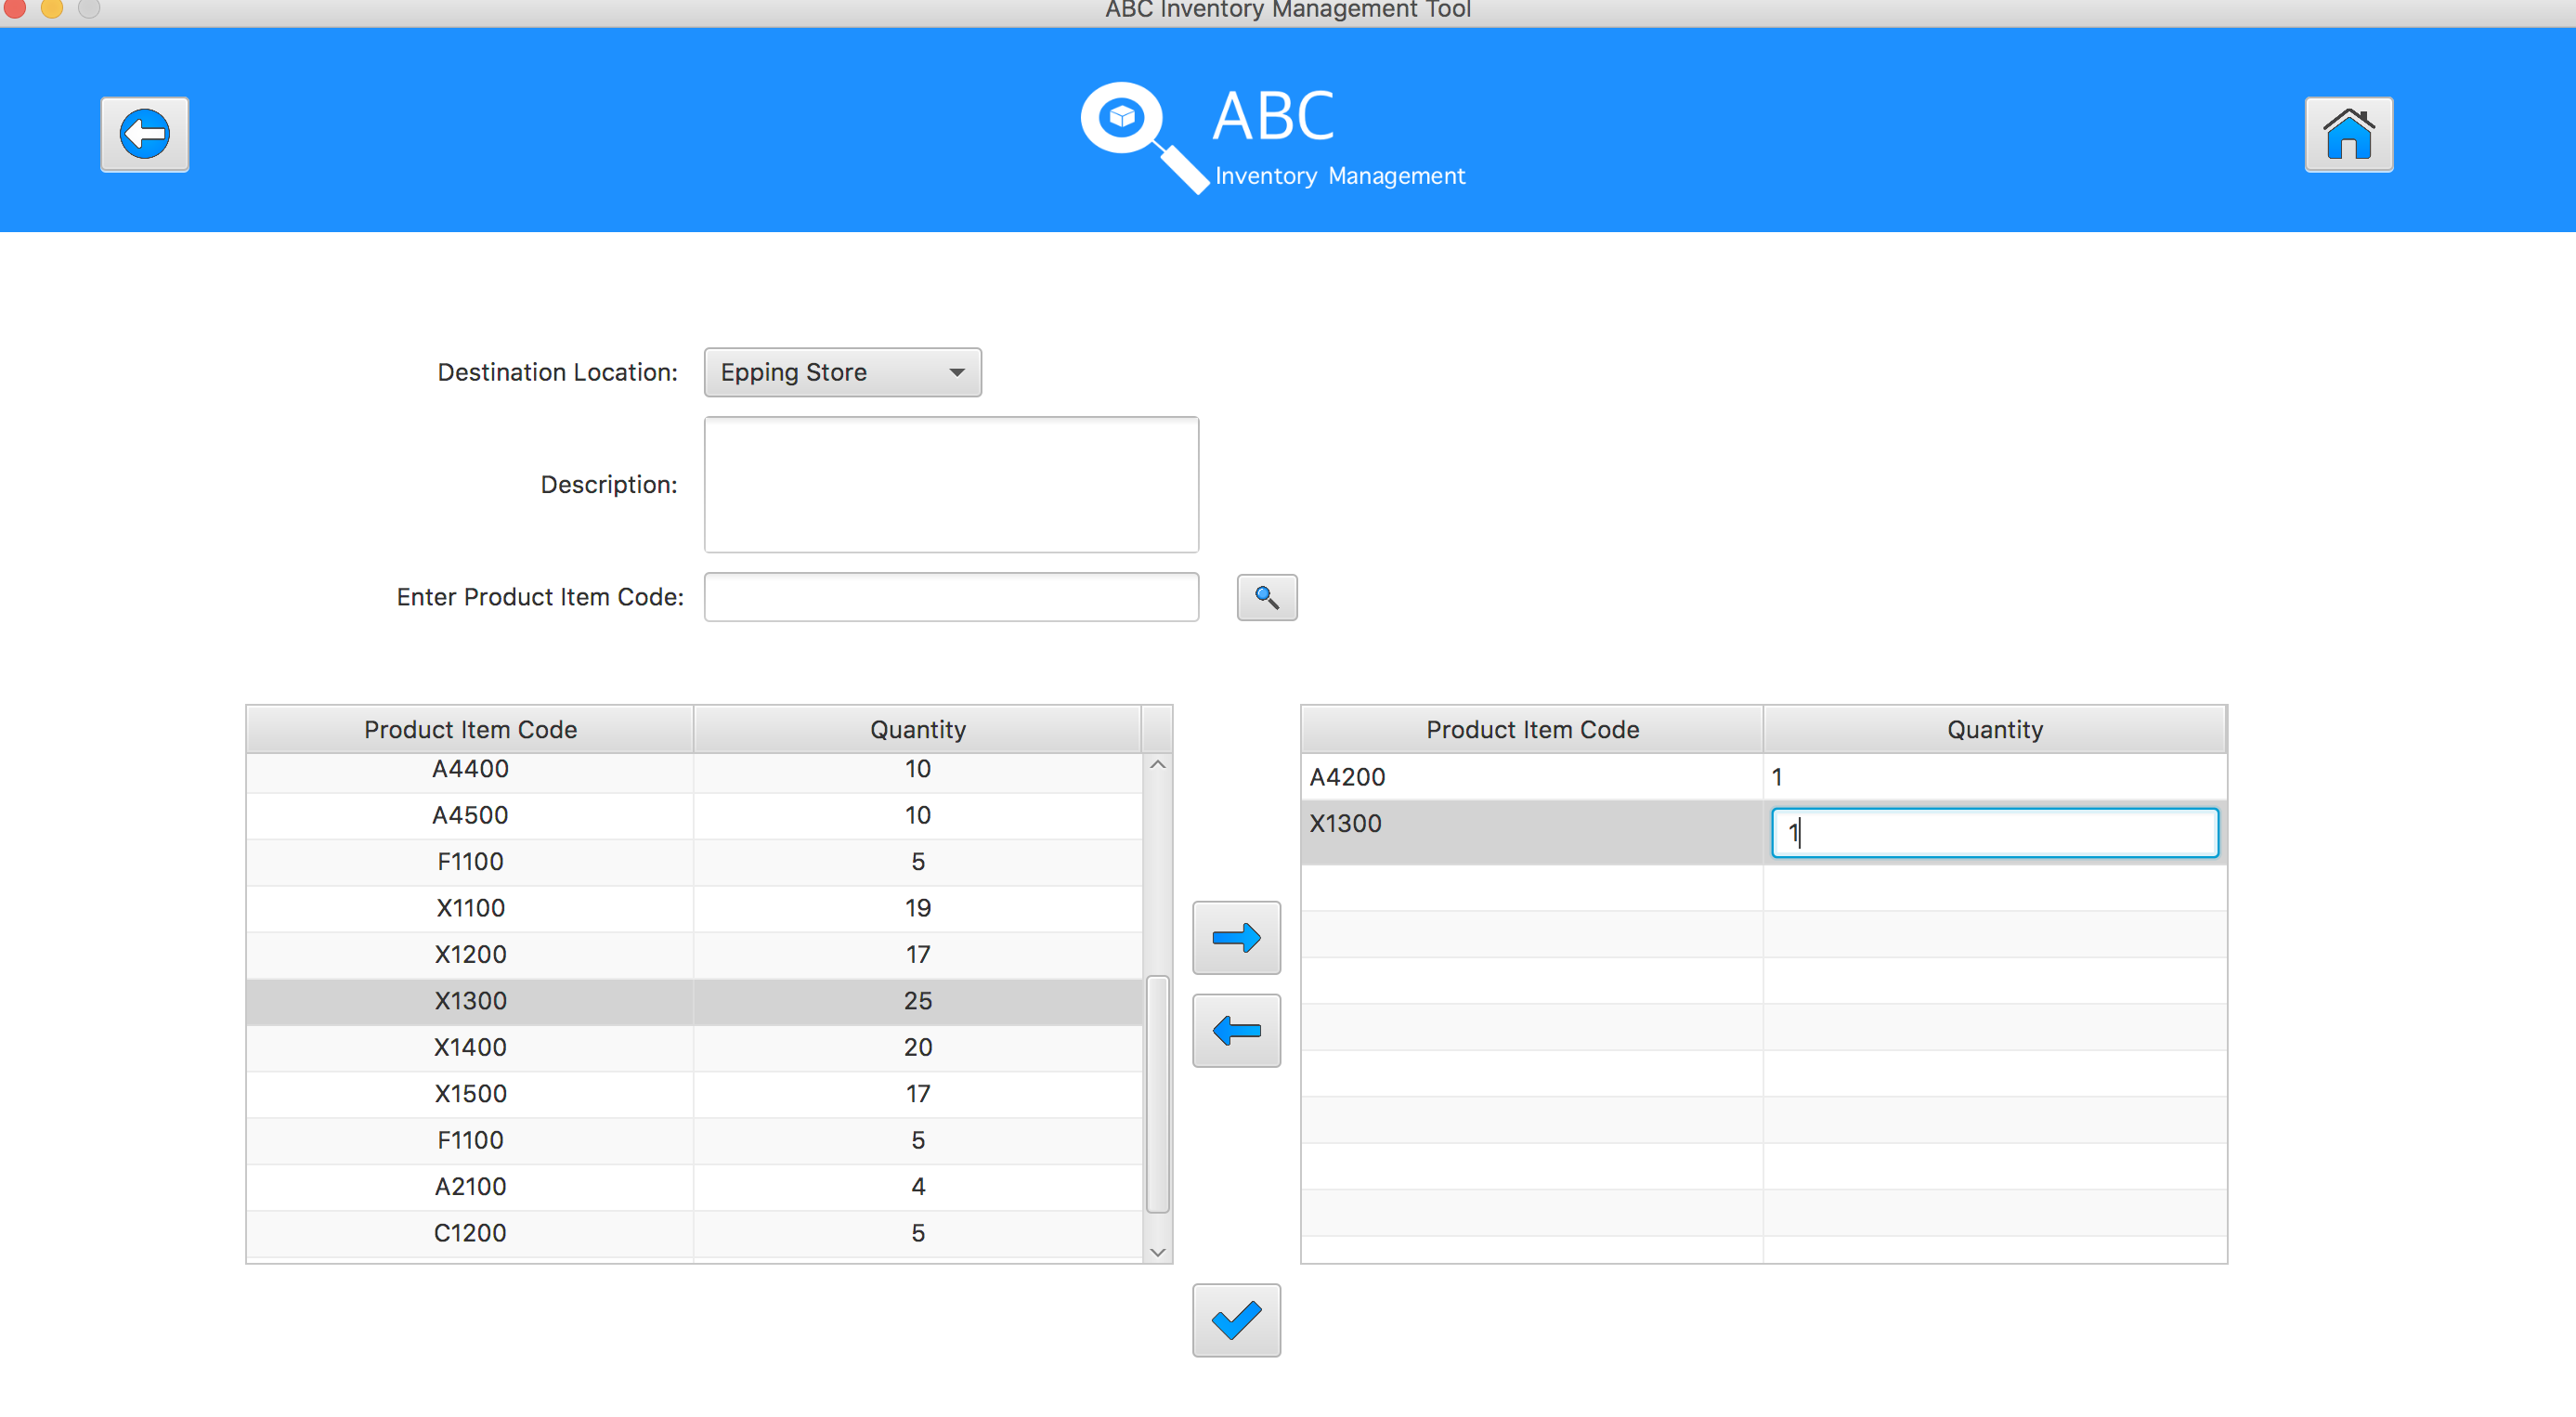 ABC Inventory Management Tool
ABC
Inventory Management
Destination Location: Epping Store
Description:
Enter Product Item Code:
Product Item Code Quantity
A4400 10
A4500 10
F1100 5
X1100 19
X1200 17
X1300 25
X1400 20
X1500 17
F1100 5
A2100 4
C1200 5
Product Item Code Quantity
A4200 1
X1300 1